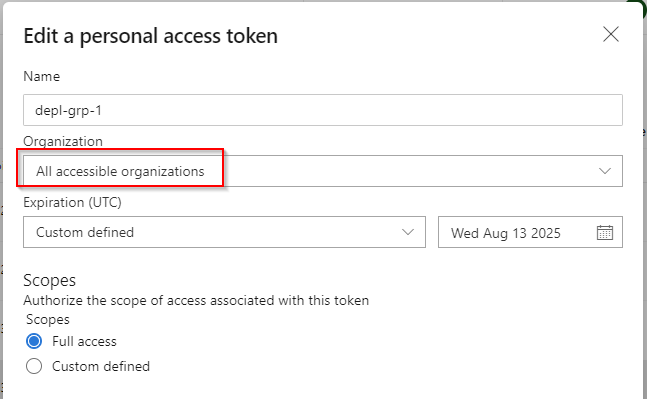 Edit a personal access token
Name
depl-grp-1
Organization
All accessible organizations
Expiration (UTC)
Custom defined
Wed Aug 13 2025
Scopes
Authorize the scope of access associated with this token
Scopes
Full access
Custom defined